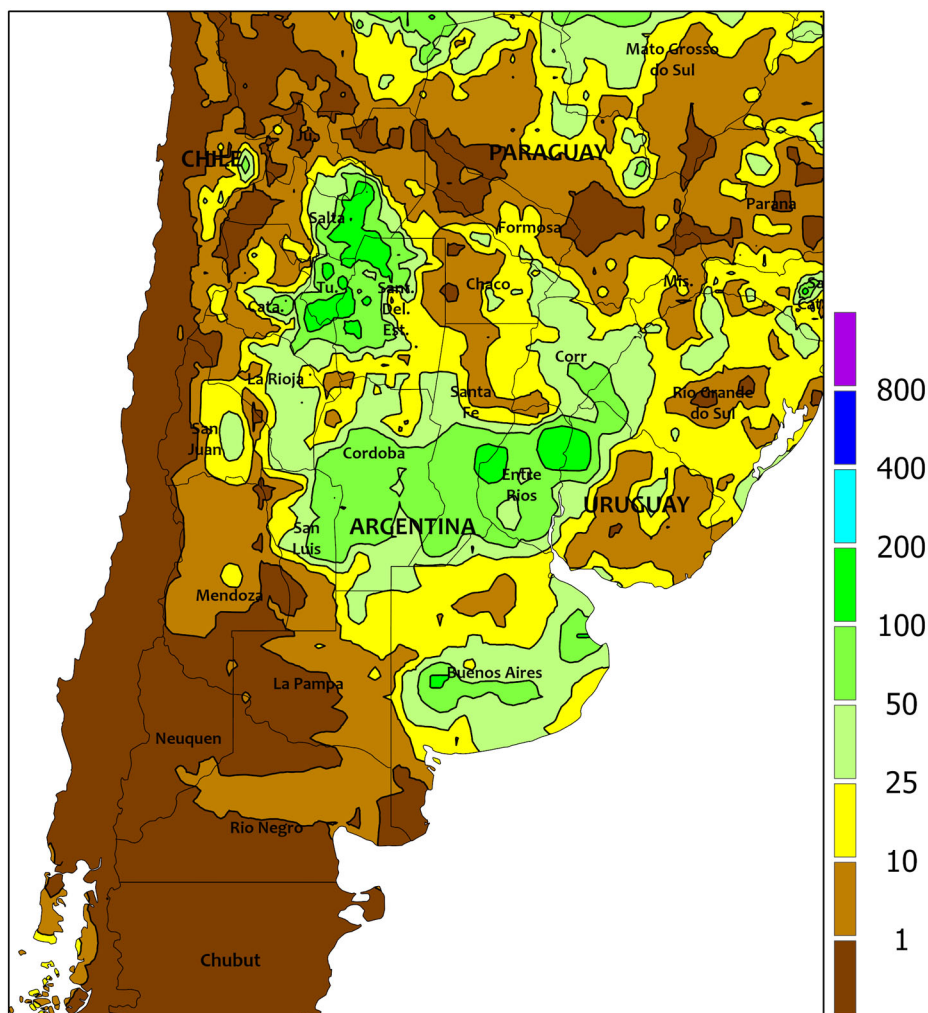 Mato Grosso
do Sul
Ju.
CHILE
PARAGUAY
Parana
Salta
Formosa
Chaco
Mis.
Tu.
Sant.
Del.
Est.
Cata.
Corr
La Rioja
Santa
Fe
Rio Grande
do Sul
San
Juan
Cordoba
Entre
Rios
URUGUAY
San
Luis
ARGENTINA
Mendoza
Buenos Aires
La Pampa
Neuquen
Rio Negro
Chubut
800
400
200
100
50
25
10
1